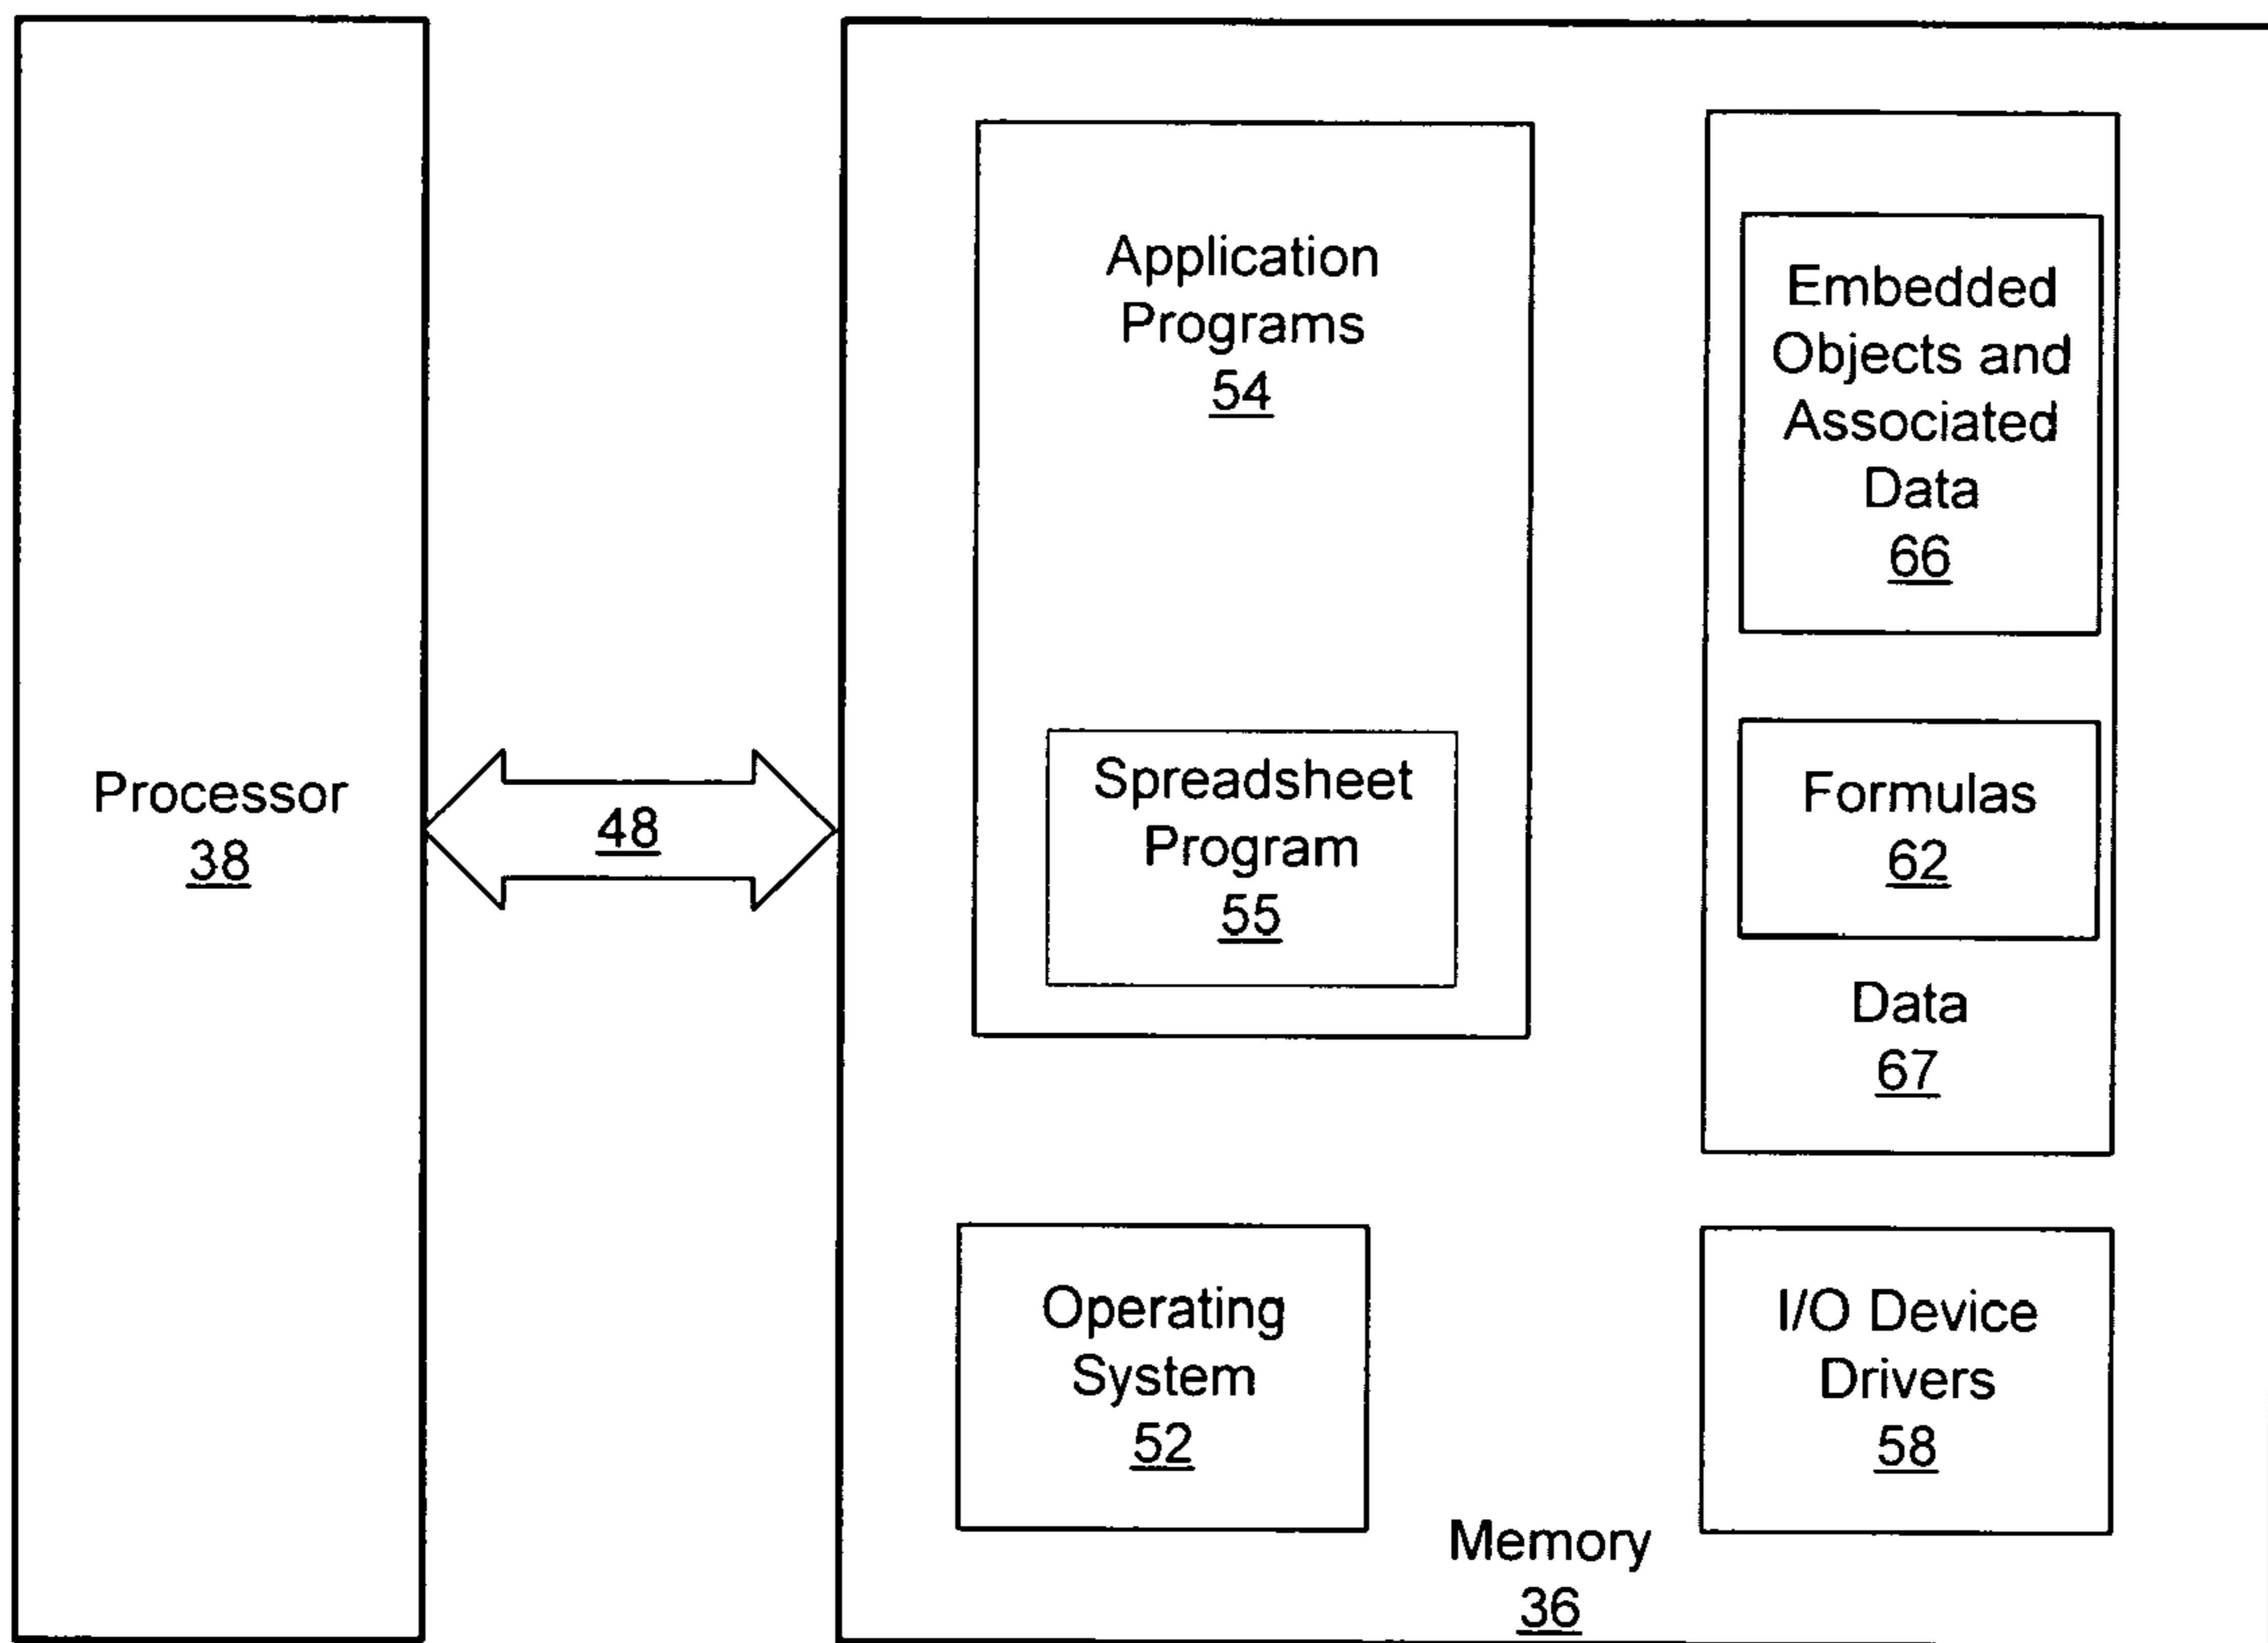 Processor
38
48
Application
Programs
54
Spreadsheet
Program
55
Embedded
Objects and
Associated
Data
66
Formulas
62
Data
67
Operating
System
52
I/O Device
Drivers
58
Memory
36